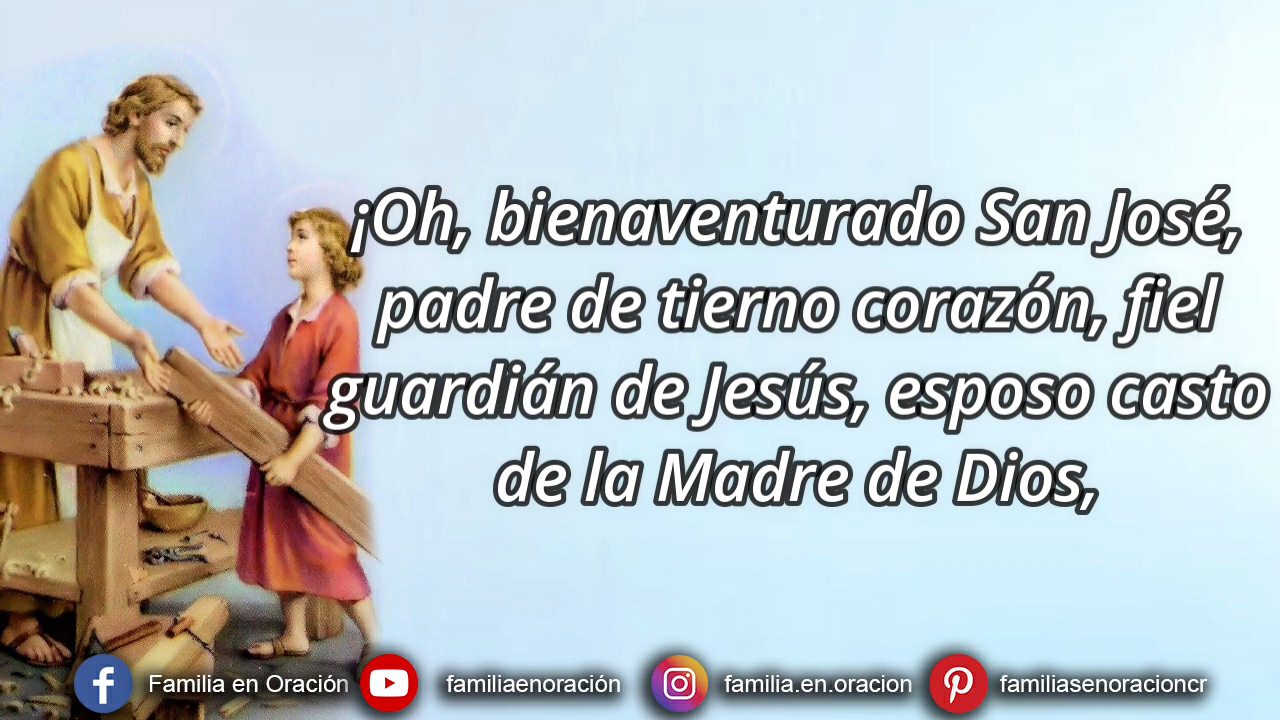 ¡Oh, bienaventurado San José,
padre de tierno corazón, fiel
guardián de Jesús, esposo casto
de la Madre de Dios,
Familia en Oración familiaenoración familia.en.oracion familiasenoracioncr